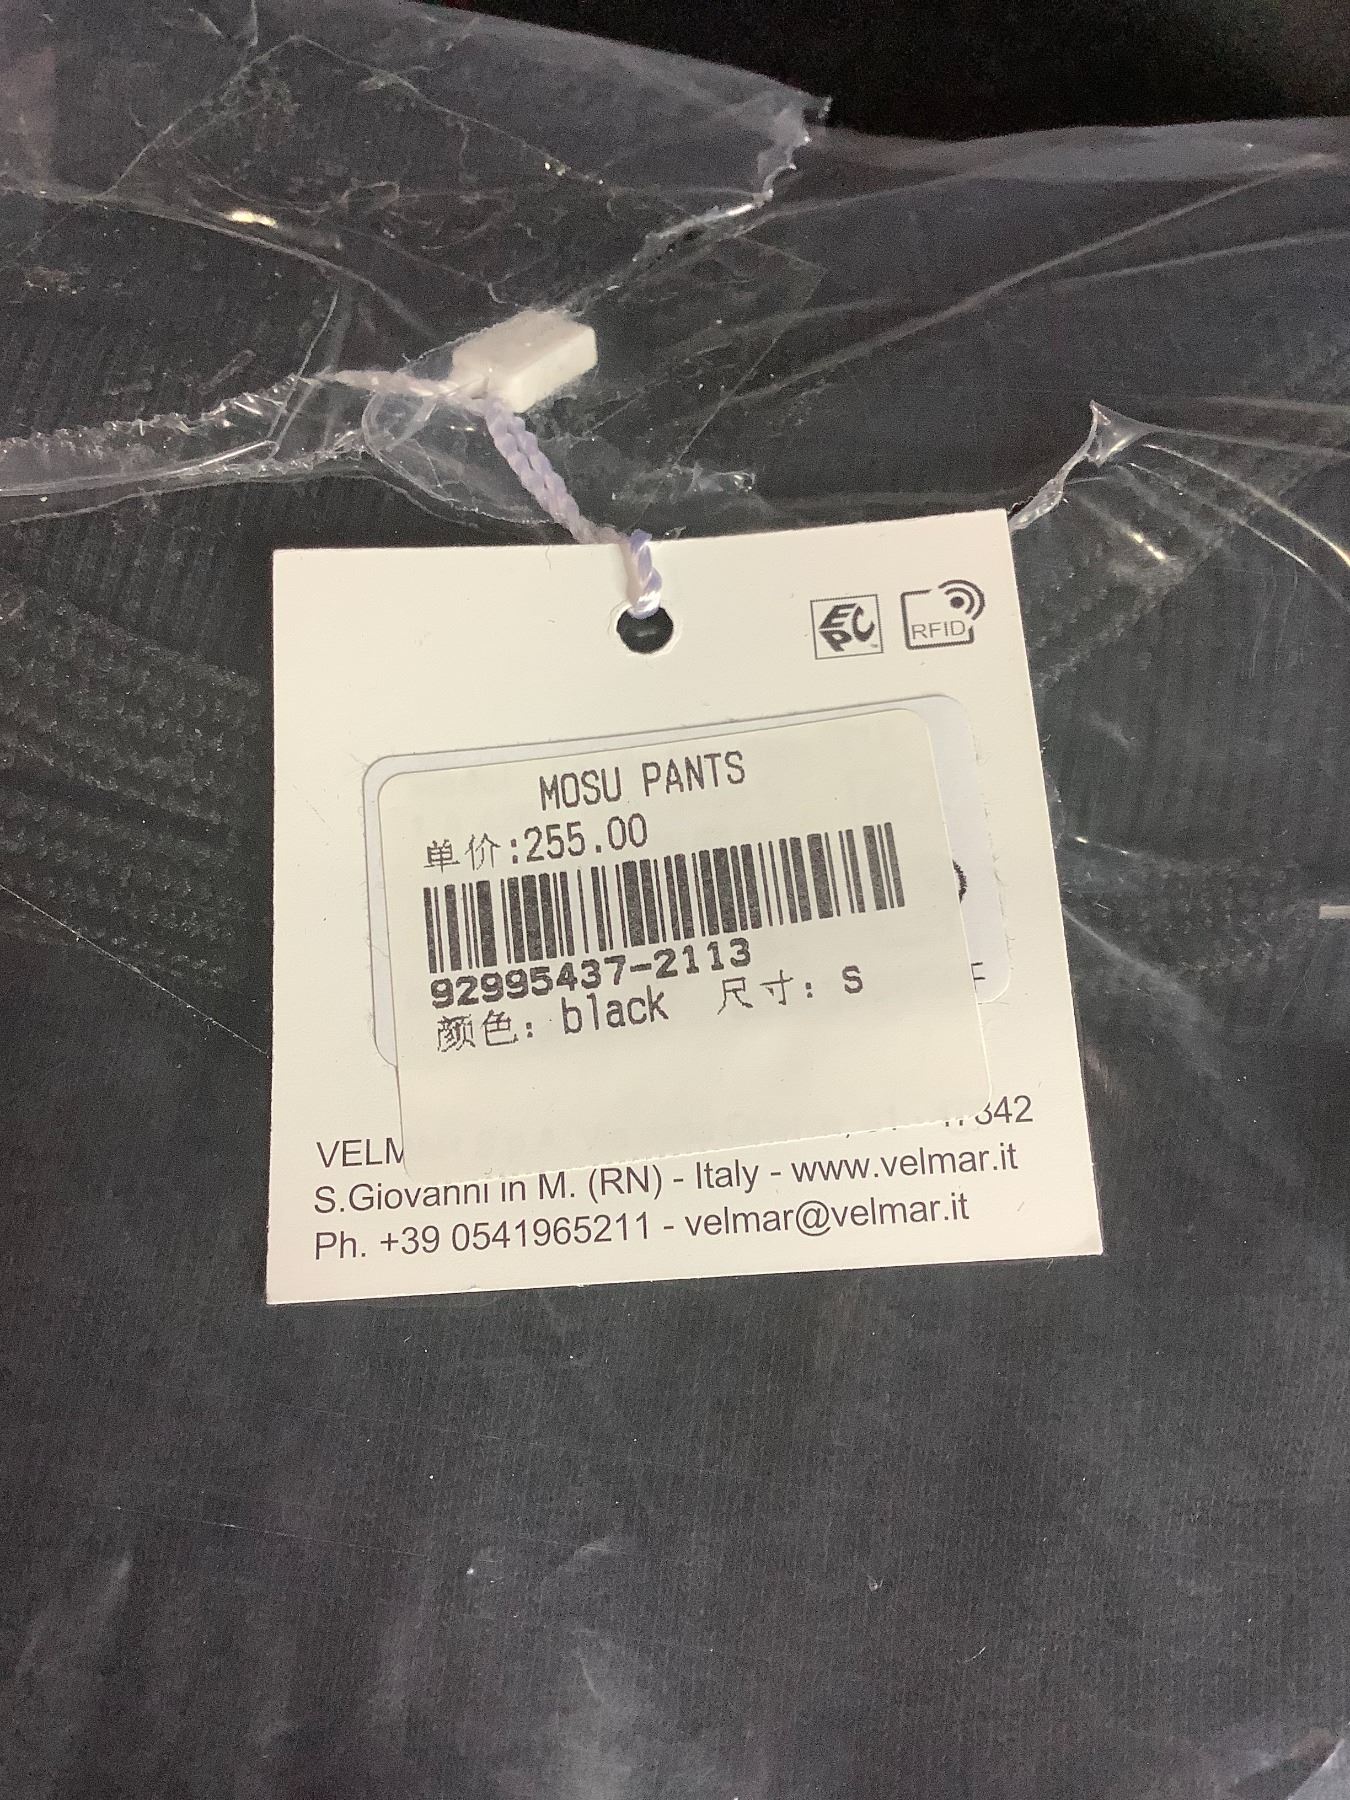 EPC
RFID
MOSU PANTS
单价:255.00
92995437-2113
颜色: black 尺寸: S
VELM
S.Giovanni in M. (RN) - Italy - www.velmar.it
Ph. +39 0541965211 - velmar@velmar.it